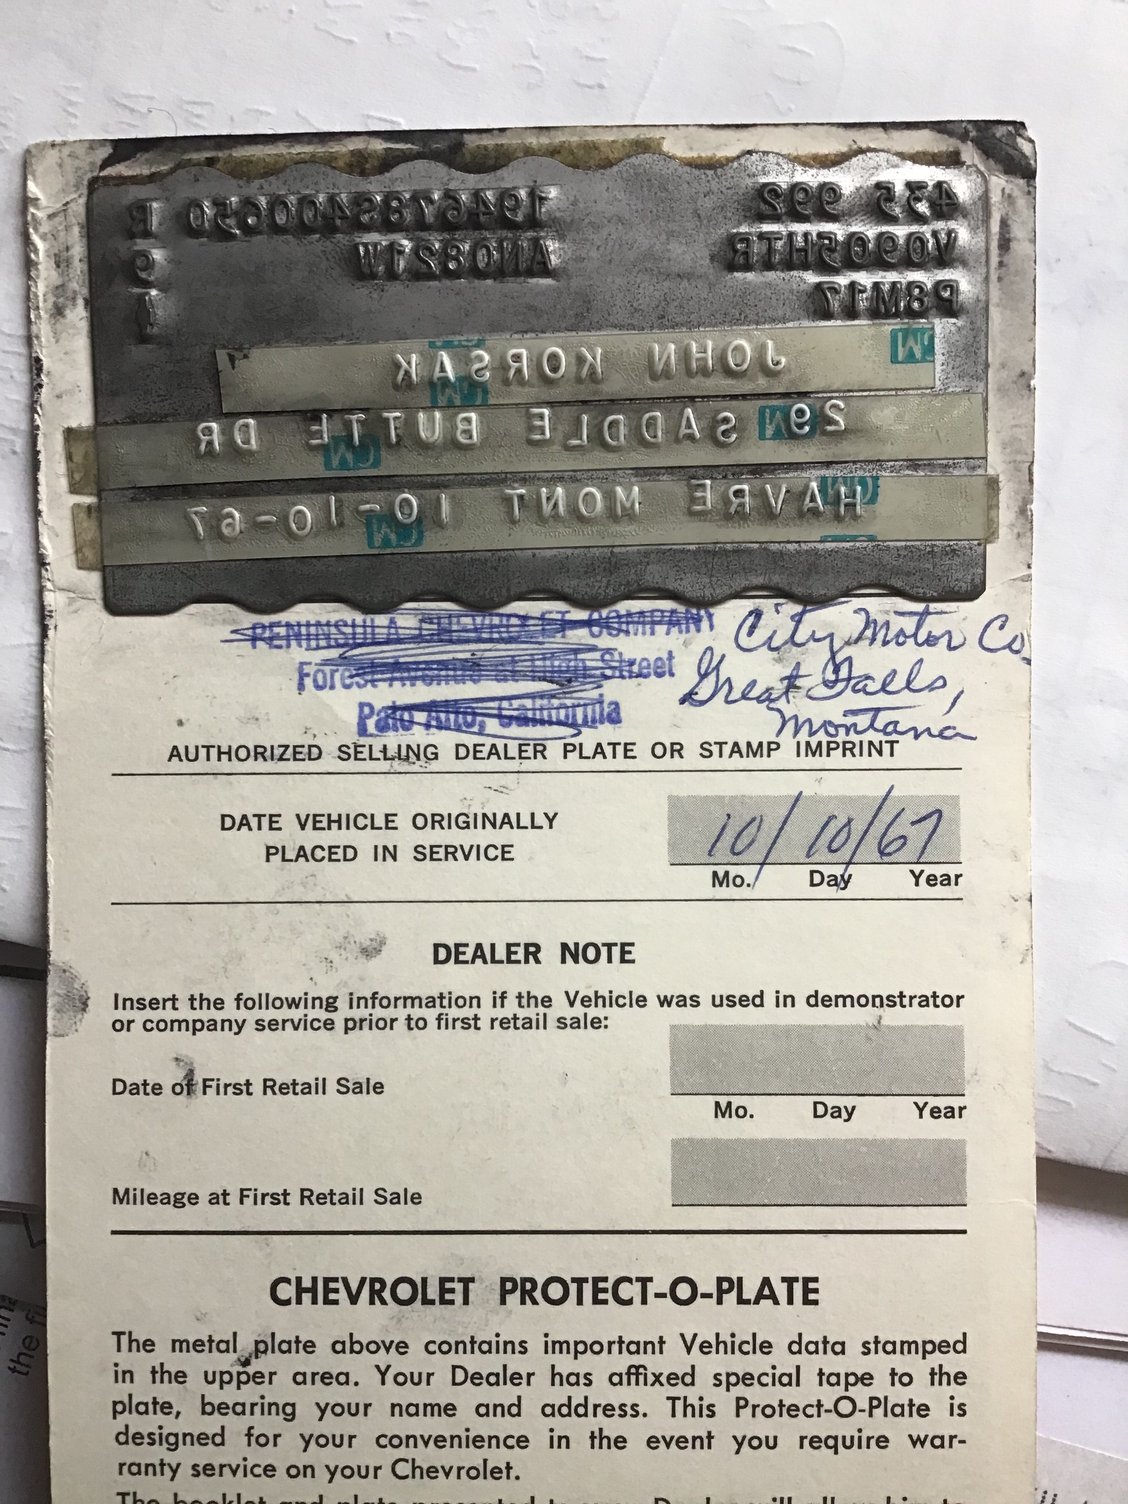 435 992 194678S400650 R
V0905HTR AN0821W 9
P8M17
JOHN KORSAK
29 SADDLE BUTTE DR
HAVRE MONT 10-10-67
PENINSULA CHEVROLET COMPANY
Forest Avenue at High Street
Palo Alto, California
City Motor Co.
Great Falls,
Montana
AUTHORIZED SELLING DEALER PLATE OR STAMP IMPRINT
DATE VEHICLE ORIGINALLY
PLACED IN SERVICE
10/10/67
Mo. Day Year
DEALER NOTE
Insert the following information if the Vehicle was used in demonstrator
or company service prior to first retail sale:
Date of First Retail Sale
Mo. Day Year
Mileage at First Retail Sale
CHEVROLET PROTECT-O-PLATE
The metal plate above contains important Vehicle data stamped
in the upper area. Your Dealer has affixed special tape to the
plate, bearing your name and address. This Protect-O-Plate is
designed for your convenience in the event you require war-
ranty service on your Chevrolet.